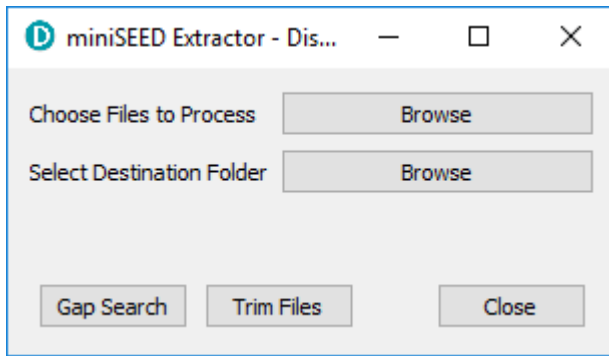 D miniSEED Extractor - Dis...
Choose Files to Process Browse
Select Destination Folder Browse
Gap Search Trim Files Close